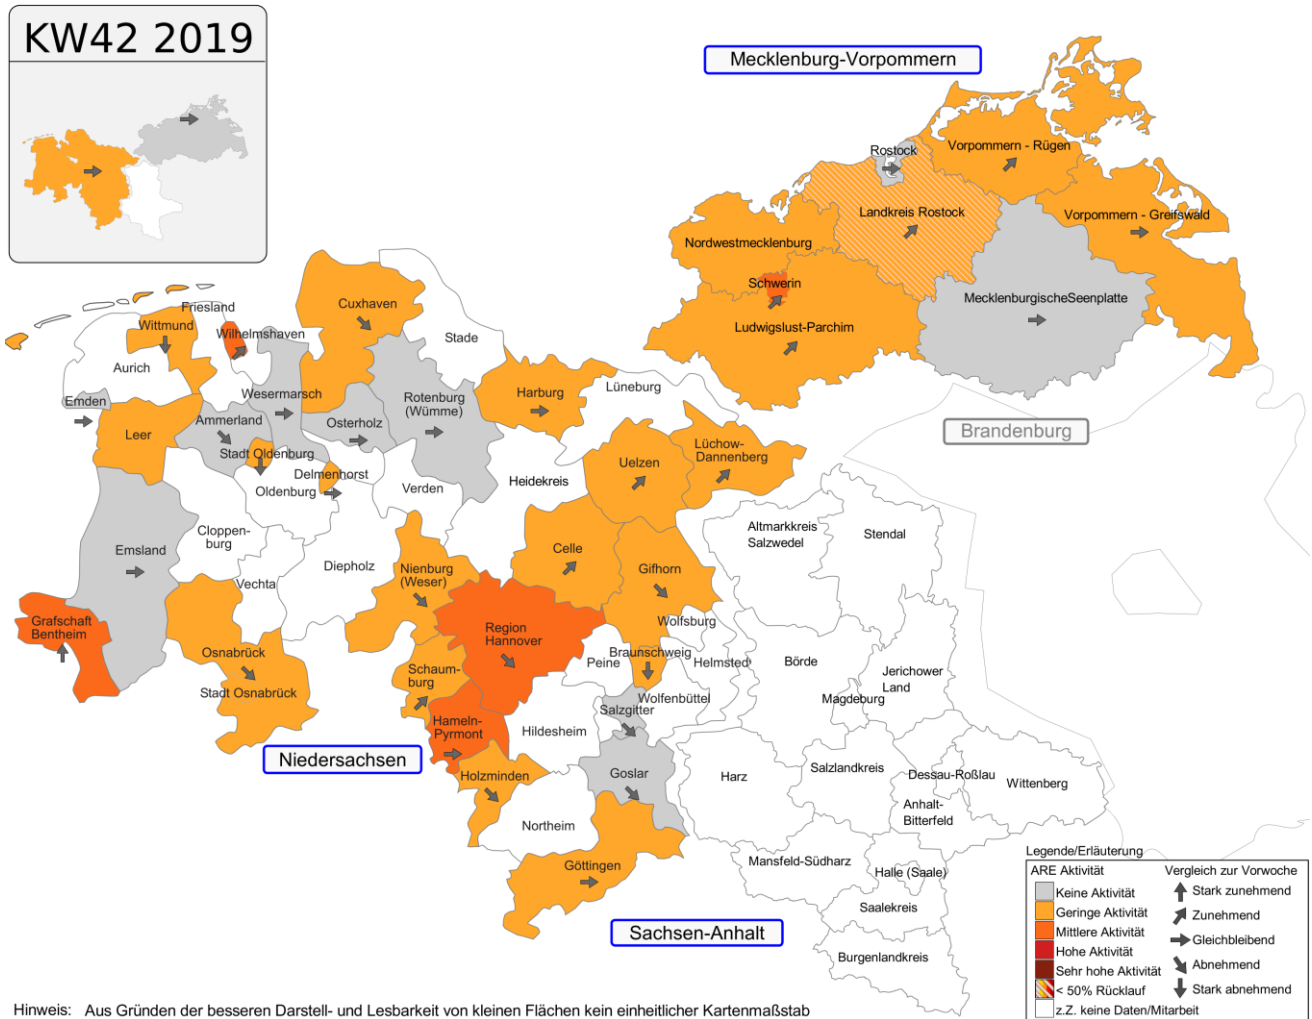 KW42 2019
Mecklenburg-Vorpommern
Rostock
Vorpommern - Rügen
Landkreis Rostock
Vorpommern - Greifswald
Nordwestmecklenburg
Schwerin
MecklenburgischeSeenplatte
Ludwigslust-Parchim
Brandenburg
Cuxhaven
Friesland
Wittmund
Wilhelmshaven
Stade
Aurich
Lüneburg
Harburg
Wesermarsch
Rotenburg
(Wümme)
Emden
Ammerland
Osterholz
Leer
Stadt Oldenburg
Lüchow-
Dannenberg
Uelzen
Delmenhorst
Oldenburg
Verden
Heidekreis
Cloppen-
burg
Altmarkkreis
Salzwedel
Stendal
Emsland
Celle
Diepholz
Nienburg
(Weser)
Gifhorn
Vechta
Grafschaft
Bentheim
Region
Hannover
Wolfsburg
Osnabrück
Stadt Osnabrück
Schaum-
burg
Peine
Braunschweig
Helmsted
Börde
Jerichower
Land
Magdeburg
Wolfenbüttel
Salzgitter
Hameln-
Pyrmont
Hildesheim
Niedersachsen
Holzminden
Goslar
Harz
Salzlandkreis
Dessau-Roßlau
Wittenberg
Anhalt-
Bitterfeld
Northeim
Göttingen
Mansfeld-Südharz
Halle (Saale)
Saalekreis
Sachsen-Anhalt
Burgenlandkreis
Legende/Erläuterung
ARE Aktivität
Keine Aktivität
Geringe Aktivität
Mittlere Aktivität
Hohe Aktivität
Sehr hohe Aktivität
< 50% Rücklauf
z.Z. keine Daten/Mitarbeit
Vergleich zur Vorwoche
Stark zunehmend
Zunehmend
Gleichbleibend
Abnehmend
Stark abnehmend
Hinweis: Aus Gründen der besseren Darstell- und Lesbarkeit von kleinen Flächen kein einheitlicher Kartenmaßstab